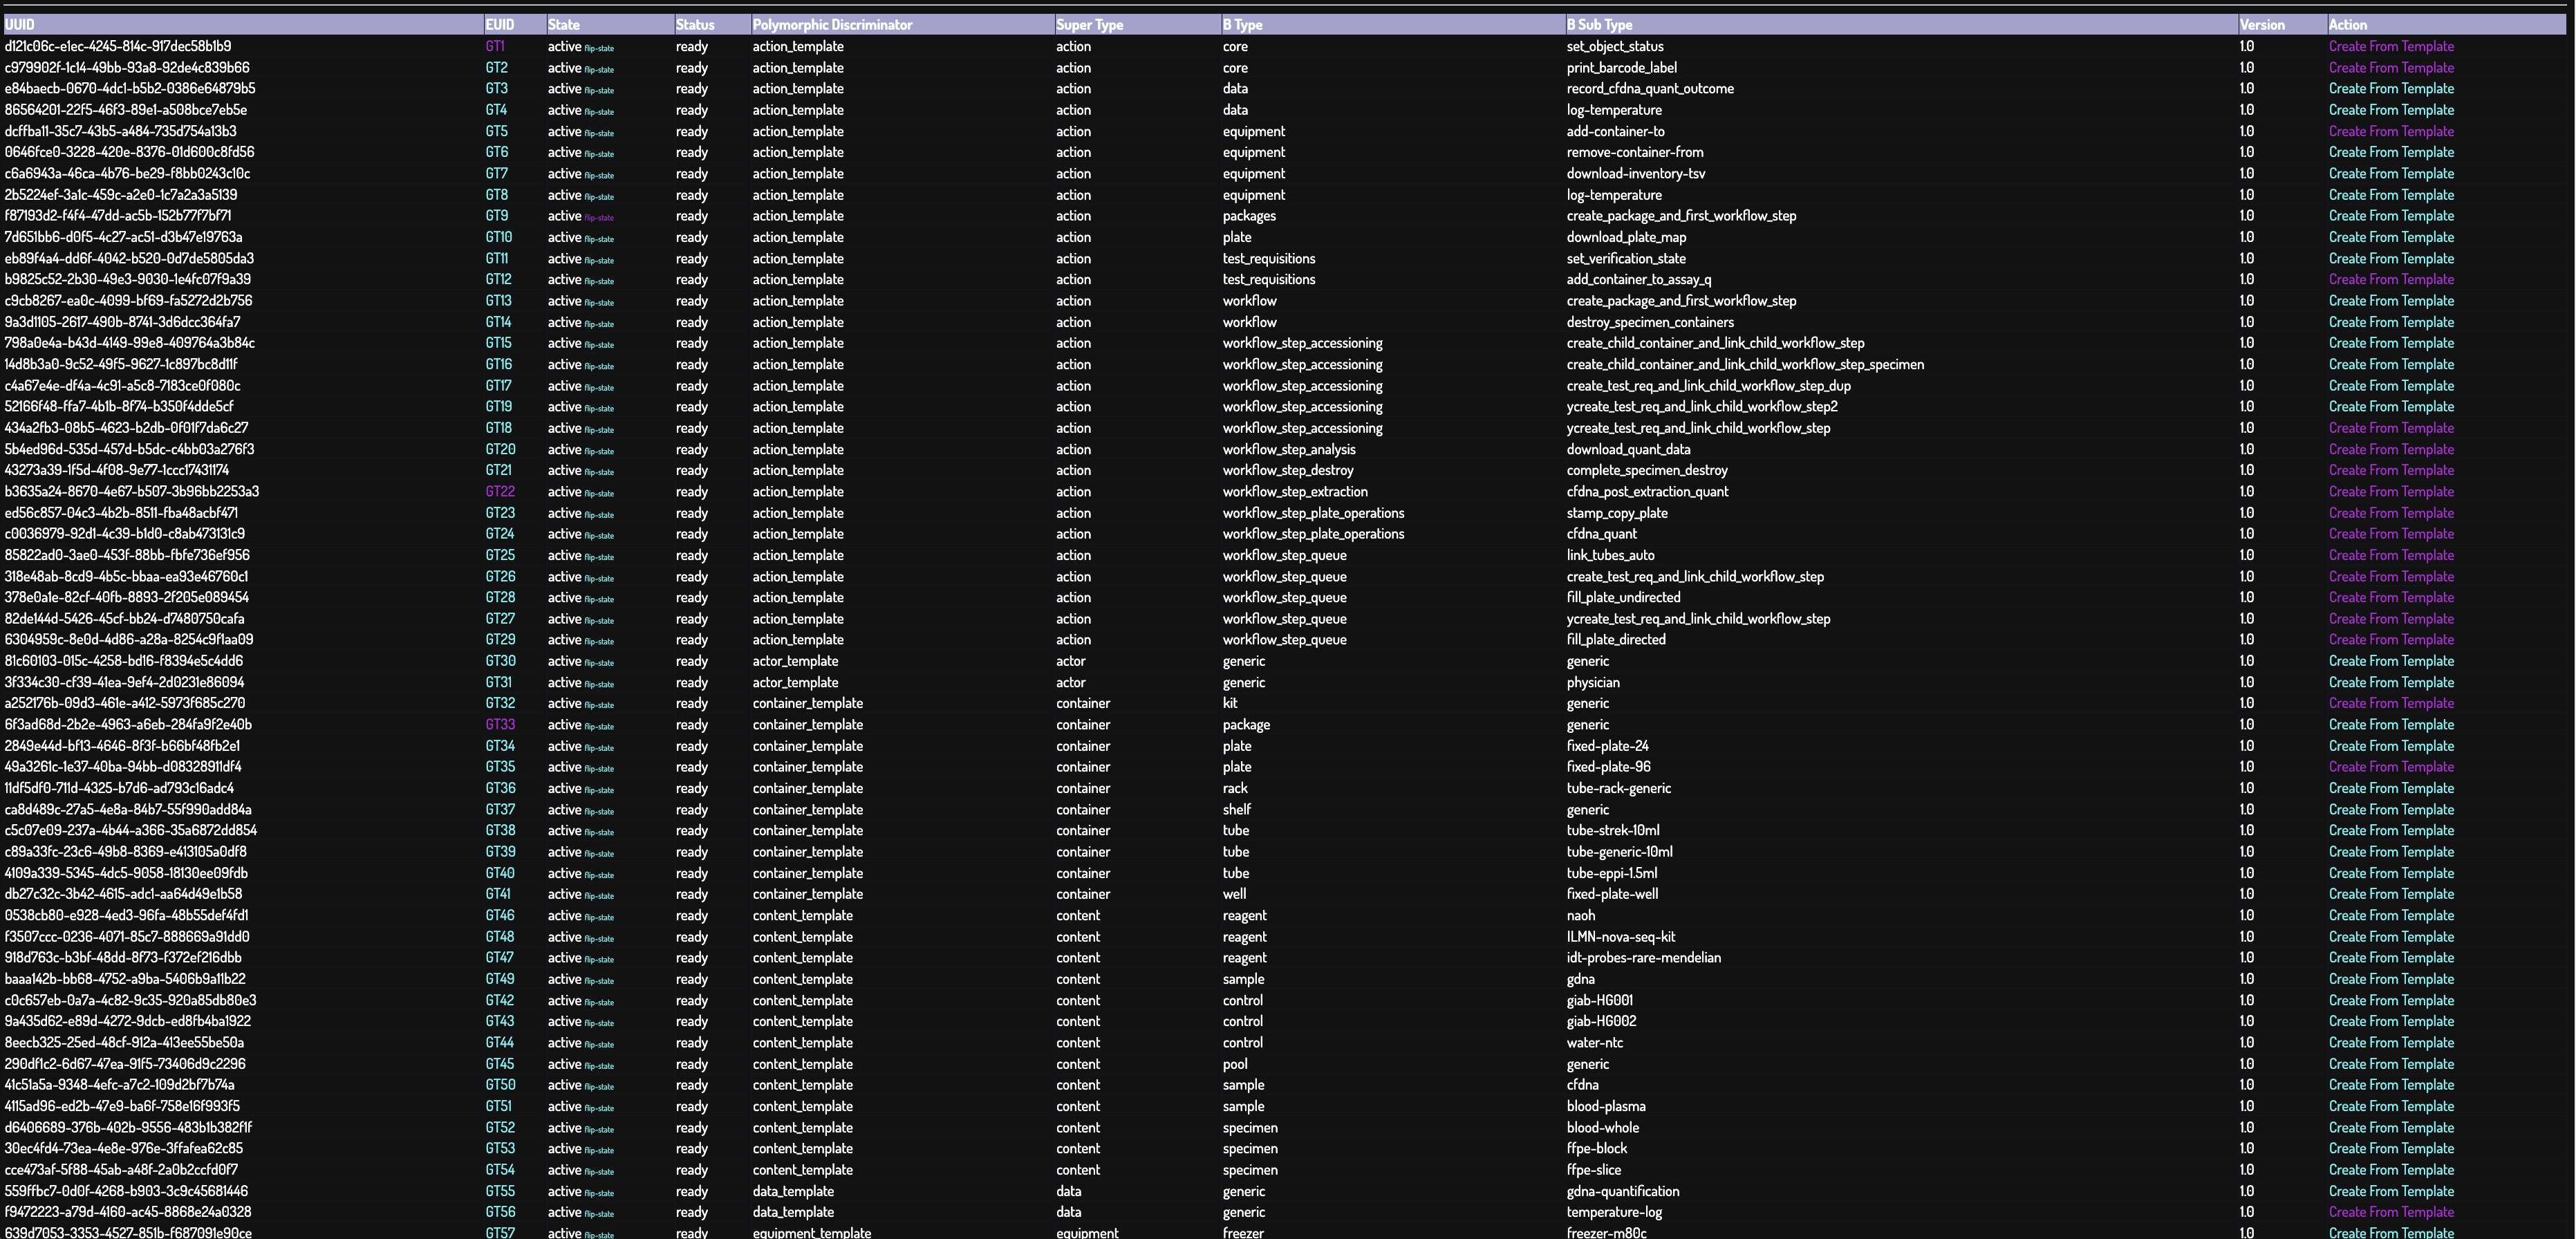 UUID EUID State Status Polymorphic Discriminator Super Type B Type B Sub Type Version Action
d121c06c-e1ec-4245-814c-917dec58b1b9 GT1 active flip-state ready action_template action core set_object_status 1.0 Create From Template
c979902f-1c14-49bb-93a8-92de4c839b66 GT2 active flip-state ready action_template action core print_barcode_label 1.0 Create From Template
e84baecb-0670-4dc1-b5b2-0386e64879b5 GT3 active flip-state ready action_template action data record_cfdna_quant_outcome 1.0 Create From Template
86564201-22f5-46f3-89e1-a508bce7eb5e GT4 active flip-state ready action_template action data log-temperature 1.0 Create From Template
dcffba11-35c7-43b5-a484-735d754a13b3 GT5 active flip-state ready action_template action equipment add-container-to 1.0 Create From Template
0646fce0-3228-420e-8376-01d600c8fd56 GT6 active flip-state ready action_template action equipment remove-container-from 1.0 Create From Template
c6a6943a-46ca-4b76-be29-f8bb0243c10c GT7 active flip-state ready action_template action equipment download-inventory-tsv 1.0 Create From Template
2b5224ef-3a1c-459c-a2e0-1c7a2a3a5139 GT8 active flip-state ready action_template action equipment log-temperature 1.0 Create From Template
f87193d2-f4f4-47dd-ac5b-152b77f7bf71 GT9 active flip-state ready action_template action packages create_package_and_first_workflow_step 1.0 Create From Template
7d651bb6-d0f5-4c27-ac51-d3b47e19763a GT10 active flip-state ready action_template action plate download_plate_map 1.0 Create From Template
eb89f4a4-dd6f-4042-b520-0d7de5805da3 GT11 active flip-state ready action_template action test_requisitions set_verification_state 1.0 Create From Template
b9825c52-2b30-49e3-9030-1e4fc07f9a39 GT12 active flip-state ready action_template action test_requisitions add_container_to_assay_q 1.0 Create From Template
c9cb8267-ea0c-4099-bf69-fa5272d2b756 GT13 active flip-state ready action_template action workflow create_package_and_first_workflow_step 1.0 Create From Template
9a3d1105-2617-490b-8741-3d6dcc364fa7 GT14 active flip-state ready action_template action workflow destroy_specimen_containers 1.0 Create From Template
798a0e4a-b43d-4149-99e8-409764a3b84c GT15 active flip-state ready action_template action workflow_step_accessioning create_child_container_and_link_child_workflow_step 1.0 Create From Template
14d8b3a0-9c52-49f5-9627-1c897bc8d11f GT16 active flip-state ready action_template action workflow_step_accessioning create_child_container_and_link_child_workflow_step_specimen 1.0 Create From Template
c4a67e4e-df4a-4c91-a5c8-7183ce0f080c GT17 active flip-state ready action_template action workflow_step_accessioning create_test_req_and_link_child_workflow_step_dup 1.0 Create From Template
52166f48-ffa7-4b1b-8f74-b350f4dde5cf GT19 active flip-state ready action_template action workflow_step_accessioning ycreate_test_req_and_link_child_workflow_step2 1.0 Create From Template
434a2fb3-08b5-4623-b2db-0f01f7da6c27 GT18 active flip-state ready action_template action workflow_step_accessioning ycreate_test_req_and_link_child_workflow_step 1.0 Create From Template
5b4ed96d-535d-457d-b5dc-c4bb03a276f3 GT20 active flip-state ready action_template action workflow_step_analysis download_quant_data 1.0 Create From Template
43273a39-1f5d-4f08-9e77-1ccc17431174 GT21 active flip-state ready action_template action workflow_step_destroy complete_specimen_destroy 1.0 Create From Template
b3635a24-8670-4e67-b507-3b96bb2253a3 GT22 active flip-state ready action_template action workflow_step_extraction cfdna_post_extraction_quant 1.0 Create From Template
ed56c857-04c3-4b2b-8511-fba48acbf471 GT23 active flip-state ready action_template action workflow_step_plate_operations stamp_copy_plate 1.0 Create From Template
c0036979-92d1-4c39-b1d0-c8ab473131c9 GT24 active flip-state ready action_template action workflow_step_plate_operations cfdna_quant 1.0 Create From Template
85822ad0-3ae0-453f-88bb-fbfe736ef956 GT25 active flip-state ready action_template action workflow_step_queue link_tubes_auto 1.0 Create From Template
318e48ab-8cd9-4b5c-bbaa-ea93e46760c1 GT26 active flip-state ready action_template action workflow_step_queue create_test_req_and_link_child_workflow_step 1.0 Create From Template
378e0a1e-82cf-40fb-8893-2f205e089454 GT28 active flip-state ready action_template action workflow_step_queue fill_plate_undirected 1.0 Create From Template
82de144d-5426-45cf-bb24-d7480750cafa GT27 active flip-state ready action_template action workflow_step_queue ycreate_test_req_and_link_child_workflow_step 1.0 Create From Template
6304959c-8e0d-4d86-a28a-8254c9f1aa09 GT29 active flip-state ready action_template action workflow_step_queue fill_plate_directed 1.0 Create From Template
81c60103-015c-4258-bd16-f8394e5c4dd6 GT30 active flip-state ready actor_template actor generic generic 1.0 Create From Template
3f334c30-cf39-41ea-9ef4-2d0231e86094 GT31 active flip-state ready actor_template actor generic physician 1.0 Create From Template
a252176b-09d3-461e-a412-5973f685c270 GT32 active flip-state ready container_template container kit generic 1.0 Create From Template
6f3ad68d-2b2e-4963-a6eb-284fa9f2e40b GT33 active flip-state ready container_template container package generic 1.0 Create From Template
2849e44d-bf13-4646-8f3f-b66bf48fb2e1 GT34 active flip-state ready container_template container plate fixed-plate-24 1.0 Create From Template
49a3261c-1e37-40ba-94bb-d08328911df4 GT35 active flip-state ready container_template container plate fixed-plate-96 1.0 Create From Template
11df5df0-711d-4325-b7d6-ad793c16adc4 GT36 active flip-state ready container_template container rack tube-rack-generic 1.0 Create From Template
ca8d489c-27a5-4e8a-84b7-55f990add84a GT37 active flip-state ready container_template container shelf generic 1.0 Create From Template
c5c07e09-237a-4b44-a366-35a6872dd854 GT38 active flip-state ready container_template container tube tube-strek-10ml 1.0 Create From Template
c89a33fc-23c6-49b8-8369-e413105a0df8 GT39 active flip-state ready container_template container tube tube-generic-10ml 1.0 Create From Template
4109a339-5345-4dc5-9058-18130ee09fdb GT40 active flip-state ready container_template container tube tube-eppi-1.5ml 1.0 Create From Template
db27c32c-3b42-4615-adc1-aa64d49e1b58 GT41 active flip-state ready container_template container well fixed-plate-well 1.0 Create From Template
0538cb80-e928-4ed3-96fa-48b55def4fd1 GT46 active flip-state ready content_template content reagent naoh 1.0 Create From Template
f3507ccc-0236-4071-85c7-888669a91dd0 GT48 active flip-state ready content_template content reagent ILMN-nova-seq-kit 1.0 Create From Template
918d763c-b3bf-48dd-8f73-f372ef216dbb GT47 active flip-state ready content_template content reagent idt-probes-rare-mendelian 1.0 Create From Template
baaa142b-bb68-4752-a9ba-5406b9a11b22 GT49 active flip-state ready content_template content sample gdna 1.0 Create From Template
c0c657eb-0a7a-4c82-9c35-920a85db80e3 GT42 active flip-state ready content_template content control giab-HG001 1.0 Create From Template
9a435d62-e89d-4272-9dcb-ed8fb4ba1922 GT43 active flip-state ready content_template content control giab-HG002 1.0 Create From Template
8eecb325-25ed-48cf-912a-413ee55be50a GT44 active flip-state ready content_template content control water-ntc 1.0 Create From Template
290df1c2-6d67-47ea-91f5-73406d9c2296 GT45 active flip-state ready content_template content pool generic 1.0 Create From Template
41c51a5a-9348-4efc-a7c2-109d2bf7b74a GT50 active flip-state ready content_template content sample cfdna 1.0 Create From Template
4115ad96-ed2b-47e9-ba6f-758e16f993f5 GT51 active flip-state ready content_template content sample blood-plasma 1.0 Create From Template
d6406689-376b-402b-9556-483b1b382f1f GT52 active flip-state ready content_template content specimen blood-whole 1.0 Create From Template
30ec4fd4-73ea-4e8e-976e-3ffafea62c85 GT53 active flip-state ready content_template content specimen ffpe-block 1.0 Create From Template
cce473af-5f88-45ab-a48f-2a0b2ccfd0f7 GT54 active flip-state ready content_template content specimen ffpe-slice 1.0 Create From Template
559ffbc7-0d0f-4268-b903-3c9c45681446 GT55 active flip-state ready data_template data generic gdna-quantification 1.0 Create From Template
f9472223-a79d-4160-ac45-8868e24a0328 GT56 active flip-state ready data_template data generic temperature-log 1.0 Create From Template
639d7053-3353-4527-851b-f687091e90ce GT57 active flip-state ready equipment_template equipment freezer freezer-m80c 1.0 Create From Template